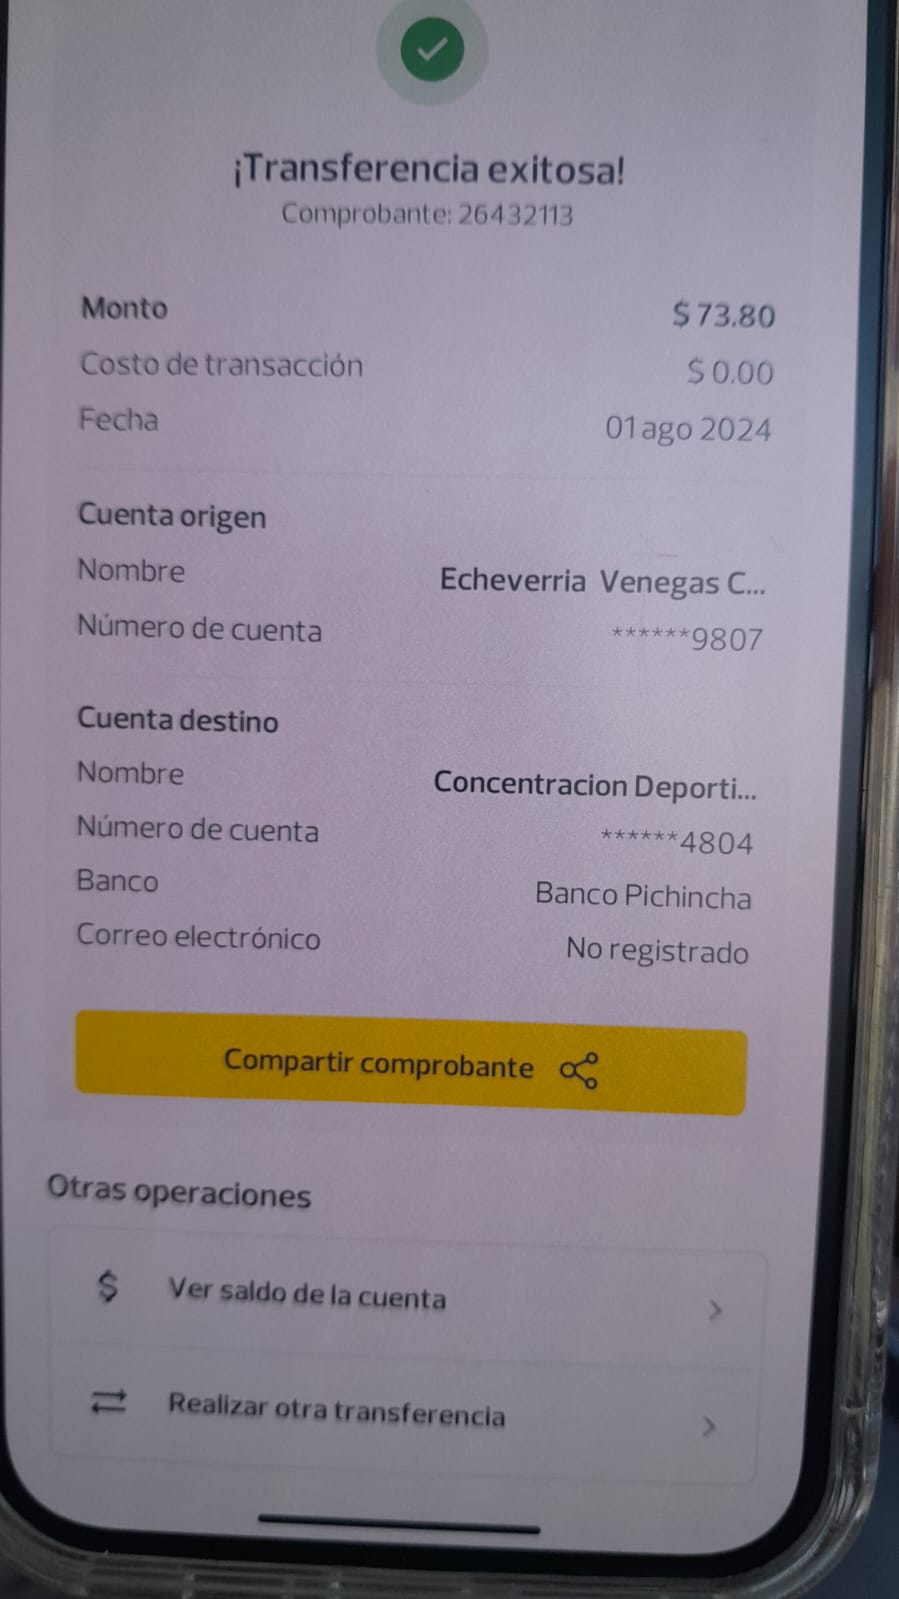 ¡Transferencia exitosa!
Comprobante: 26432113
Monto $ 73.80
Costo de transacción $ 0.00
Fecha 01 ago 2024
Cuenta origen
Nombre Echeverria Venegas C...
Número de cuenta ******9807
Cuenta destino
Nombre Concentracion Deporti...
Número de cuenta ******4804
Banco Banco Pichincha
Correo electrónico No registrado
Compartir comprobante
Otras operaciones
$ Ver saldo de la cuenta
Realizar otra transferencia